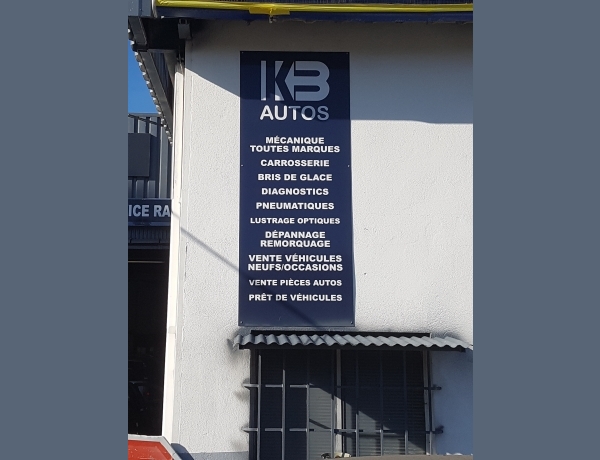 KB
AUTOS
MÉCANIQUE
TOUTES MARQUES
CARROSSERIE
BRIS DE GLACE
DIAGNOSTICS
PNEUMATIQUES
LUSTRAGE OPTIQUES
DÉPANNAGE
REMORQUAGE
VENTE VÉHICULES
NEUFS/OCCASIONS
VENTE PIÈCES AUTOS
PRÊT DE VÉHICULES